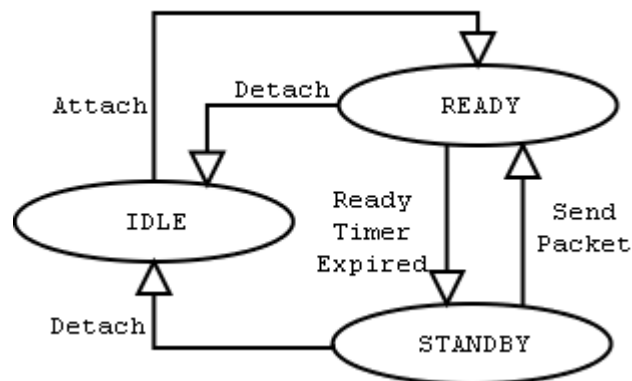 Attach
Detach
READY
IDLE
Ready
Timer
Expired
Send
Packet
Detach
STANDBY